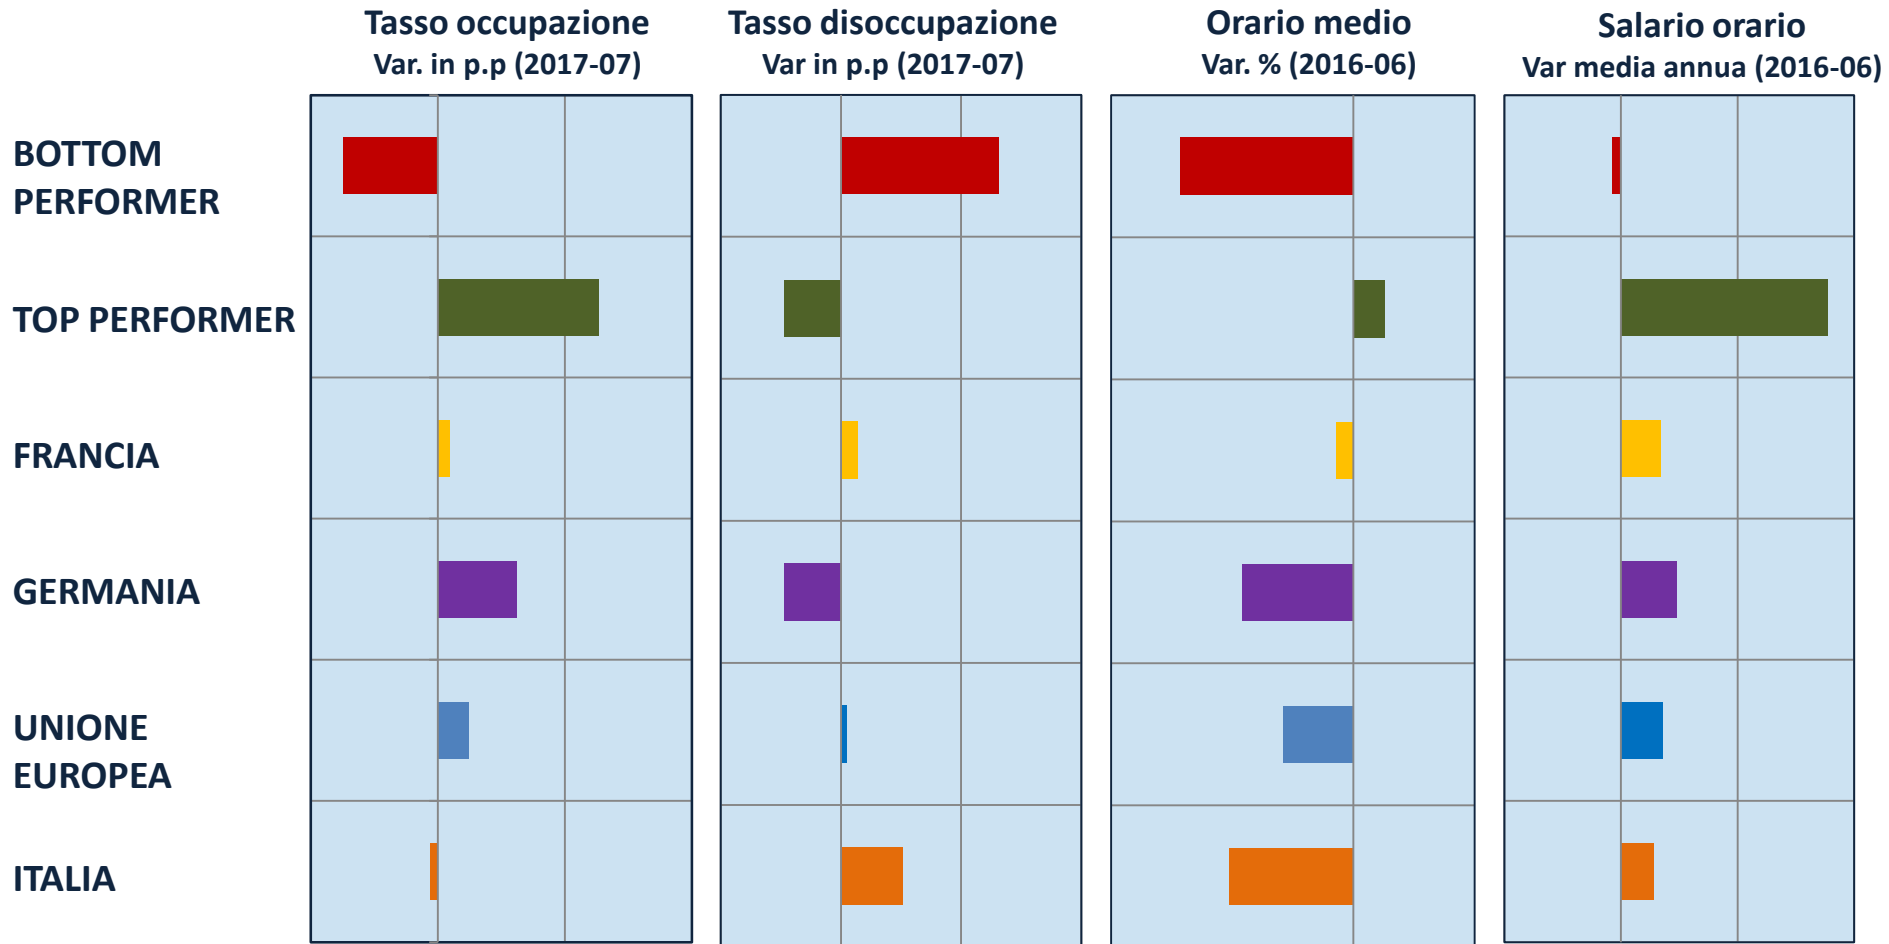 Tasso occupazione
Var. in p.p (2017-07)
Tasso disoccupazione
Var in p.p (2017-07)
Orario medio
Var. % (2016-06)
Salario orario
Var media annua (2016-06)
BOTTOM
PERFORMER
TOP PERFORMER
FRANCIA
GERMANIA
UNIONE
EUROPEA
ITALIA